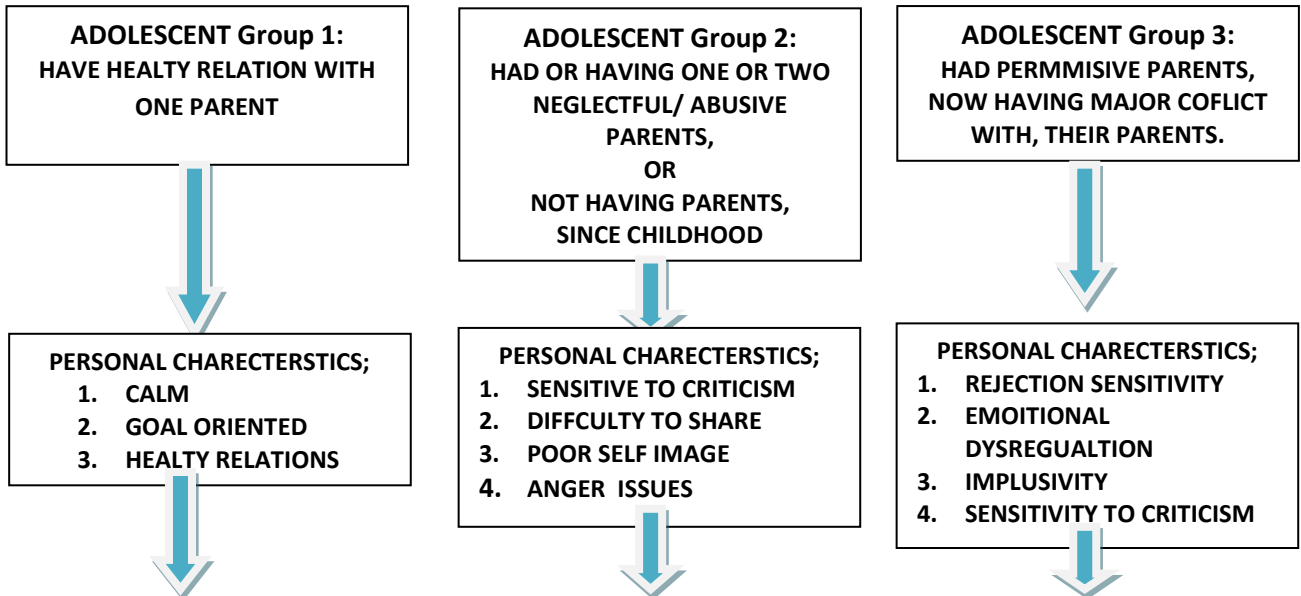 ADOLESCENT Group 1:
HAVE HEALTY RELATION WITH
ONE PARENT
ADOLESCENT Group 2:
HAD OR HAVING ONE OR TWO
NEGLECTFUL/ ABUSIVE
PARENTS,
OR
NOT HAVING PARENTS,
SINCE CHILDHOOD
ADOLESCENT Group 3:
HAD PERMMISIVE PARENTS,
NOW HAVING MAJOR COFLICT
WITH, THEIR PARENTS.
PERSONAL CHARECTERSTICS;
1. CALM
2. GOAL ORIENTED
3. HEALTY RELATIONS
PERSONAL CHARECTERSTICS;
1. SENSITIVE TO CRITICISM
2. DIFFCULTY TO SHARE
3. POOR SELF IMAGE
4. ANGER ISSUES
PERSONAL CHARECTERSTICS;
1. REJECTION SENSITIVITY
2. EMOITIONAL
DYSREGUALTION
3. IMPLUSIVITY
4. SENSITIVITY TO CRITICISM